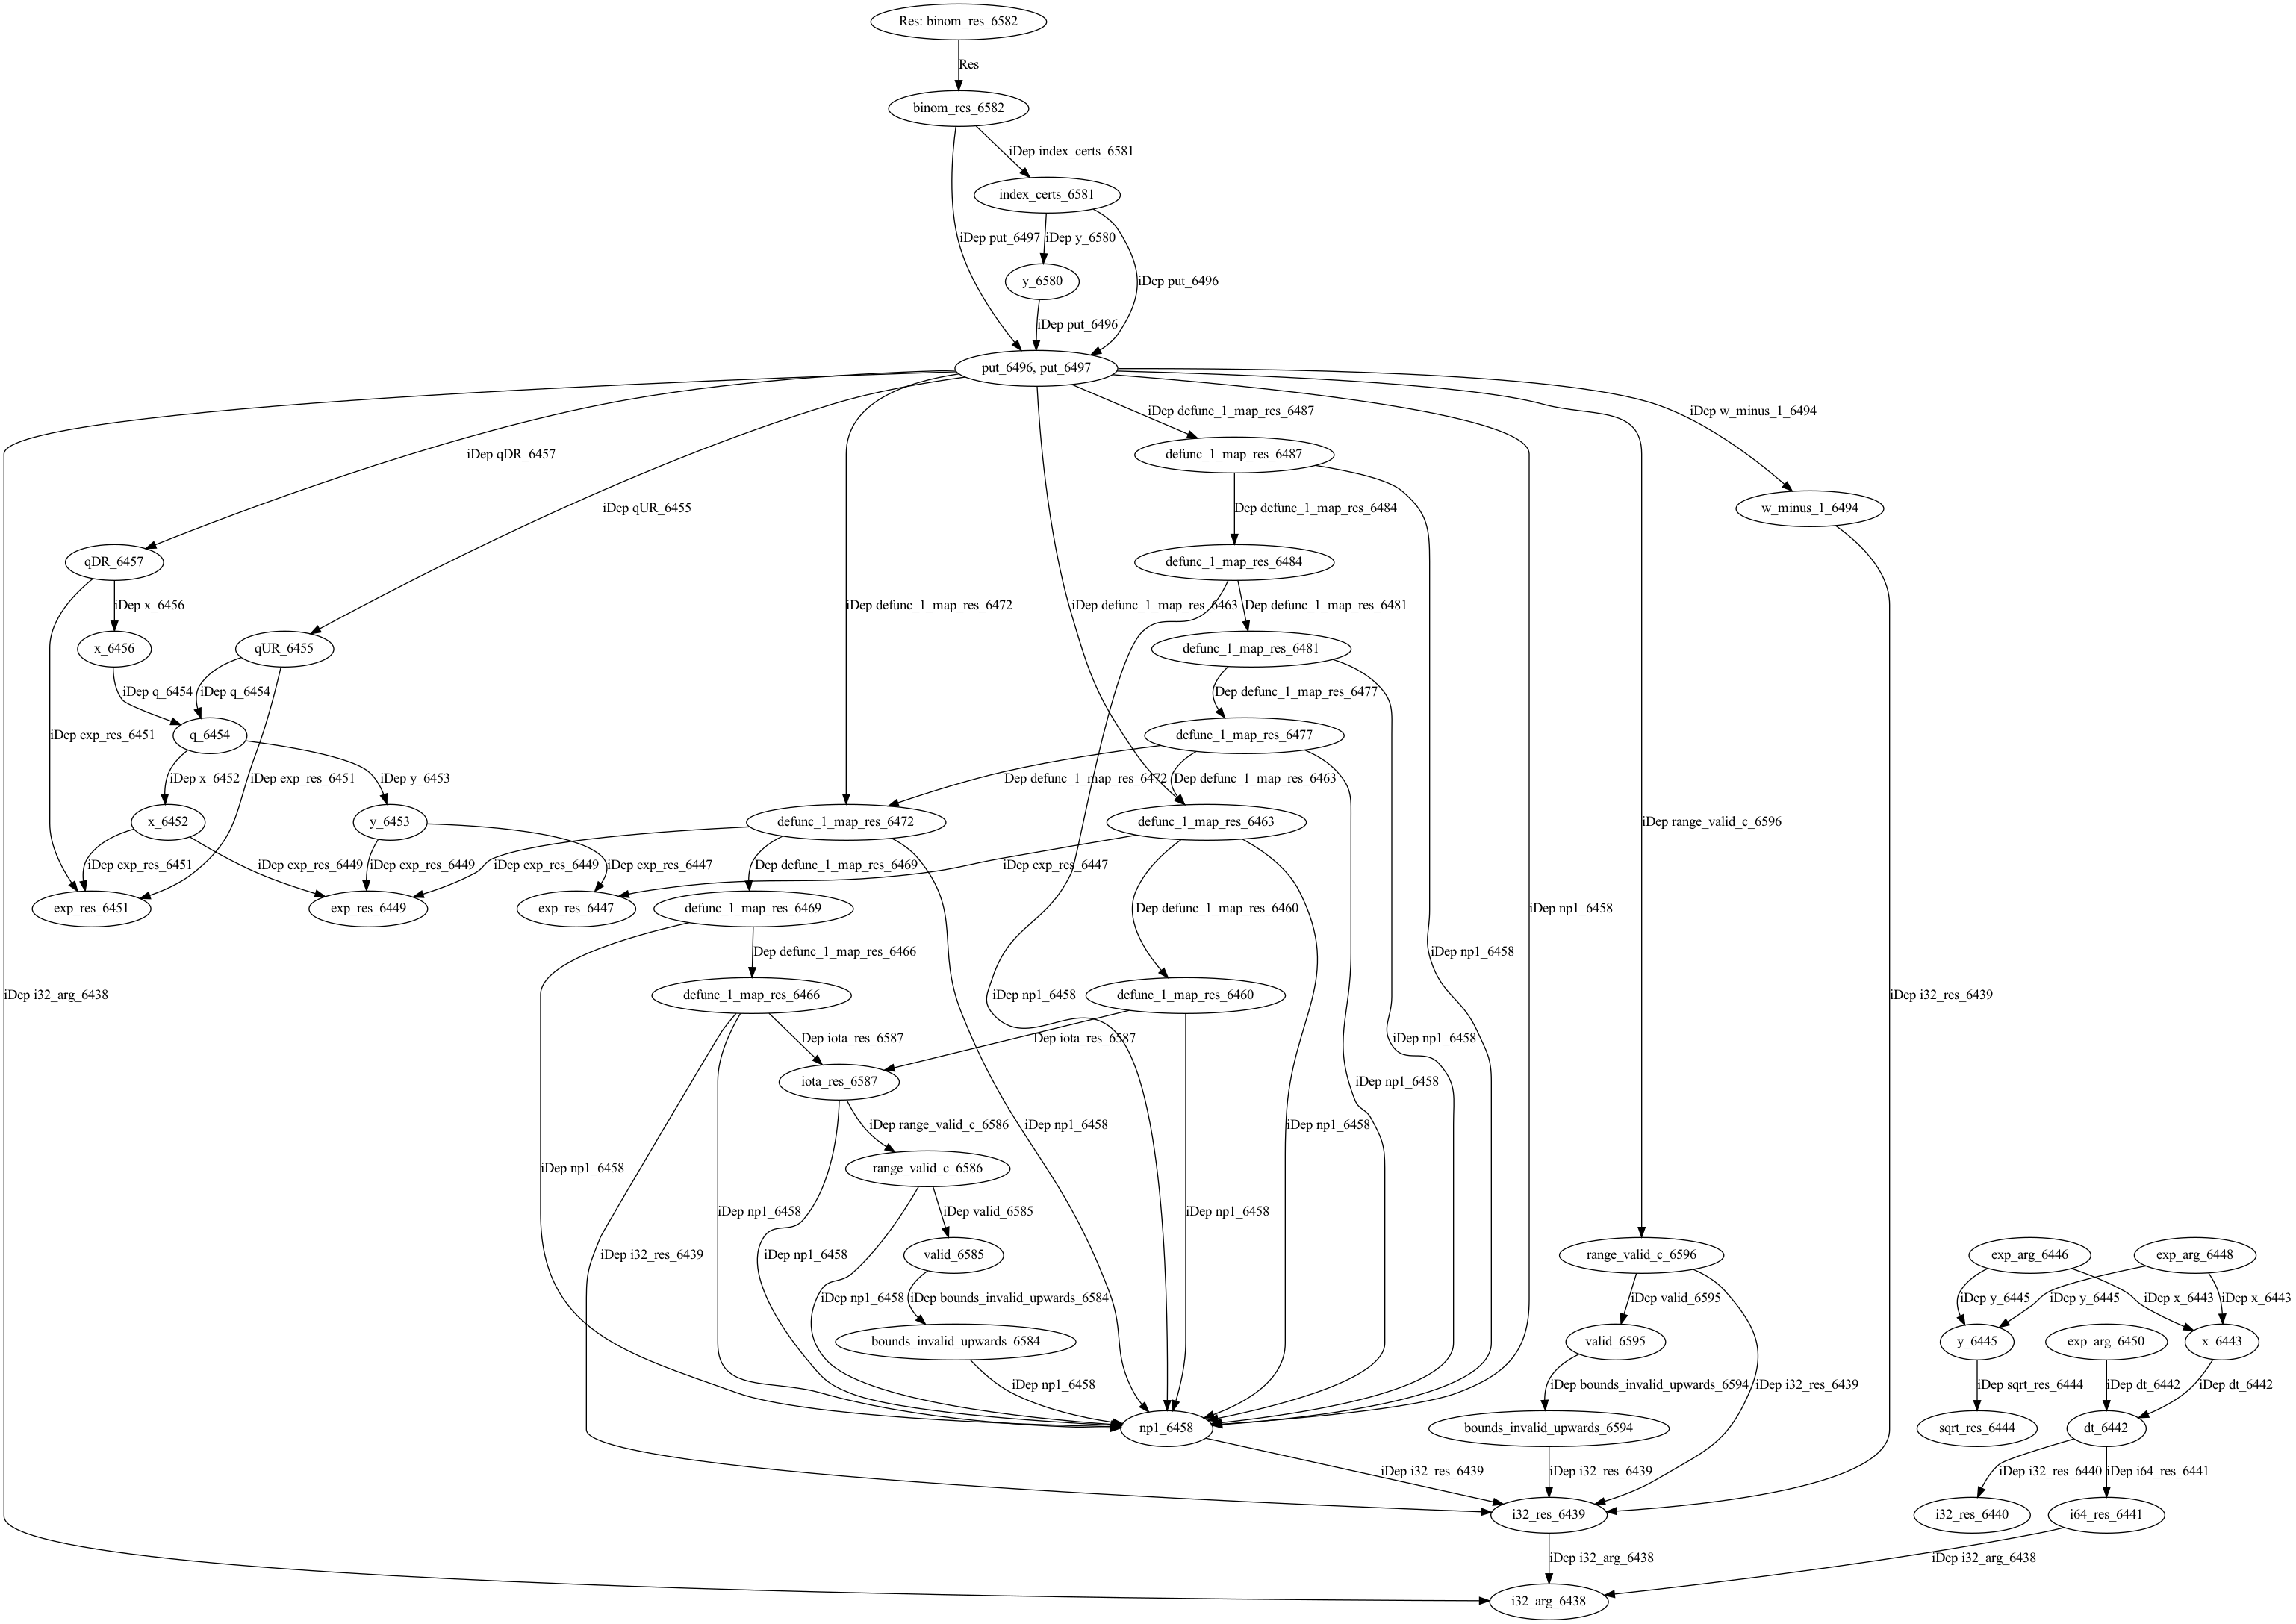 Res: binom_res_6582
Res
binom_res_6582
iDep index_certs_6581
index_certs_6581
iDep put_6497
iDep y_6580
iDep put_6496
y_6580
iDep put_6496
put_6496, put_6497
iDep defunc_1_map_res_6487
iDep w_minus_1_6494
iDep qDR_6457
defunc_1_map_res_6487
iDep qUR_6455
Dep defunc_1_map_res_6484
w_minus_1_6494
qDR_6457
defunc_1_map_res_6484
iDep x_6456
iDep defunc_1_map_res_6472
iDep defunc_1_map_res_6463
Dep defunc_1_map_res_6481
x_6456
qUR_6455
defunc_1_map_res_6481
iDep q_6454
iDep q_6454
Dep defunc_1_map_res_6477
iDep exp_res_6451
q_6454
defunc_1_map_res_6477
iDep x_6452
iDep exp_res_6451
iDep y_6453
Dep defunc_1_map_res_6472
Dep defunc_1_map_res_6463
x_6452
y_6453
defunc_1_map_res_6472
defunc_1_map_res_6463
iDep range_valid_c_6596
iDep exp_res_6451
iDep exp_res_6449
iDep exp_res_6449
iDep exp_res_6449
iDep exp_res_6447
Dep defunc_1_map_res_6469
iDep exp_res_6447
exp_res_6451
exp_res_6449
exp_res_6447
defunc_1_map_res_6469
Dep defunc_1_map_res_6460
iDep np1_6458
Dep defunc_1_map_res_6466
iDep np1_6458
iDep i32_arg_6438
defunc_1_map_res_6466
iDep np1_6458
defunc_1_map_res_6460
iDep i32_res_6439
Dep iota_res_6587
Dep iota_res_6587
iDep np1_6458
iota_res_6587
iDep np1_6458
iDep range_valid_c_6586
iDep np1_6458
iDep np1_6458
iDep np1_6458
range_valid_c_6586
iDep np1_6458
iDep valid_6585
iDep np1_6458
iDep i32_res_6439
iDep np1_6458
valid_6585
range_valid_c_6596
exp_arg_6446
exp_arg_6448
iDep np1_6458
iDep bounds_invalid_upwards_6584
iDep valid_6595
iDep y_6445
iDep y_6445
iDep x_6443
iDep x_6443
bounds_invalid_upwards_6584
valid_6595
y_6445
exp_arg_6450
x_6443
iDep np1_6458
iDep bounds_invalid_upwards_6594
iDep i32_res_6439
iDep sqrt_res_6444
iDep dt_6442
iDep dt_6442
np1_6458
bounds_invalid_upwards_6594
sqrt_res_6444
dt_6442
iDep i32_res_6439
iDep i32_res_6439
iDep i32_res_6440
iDep i64_res_6441
i32_res_6439
i32_res_6440
i64_res_6441
iDep i32_arg_6438
iDep i32_arg_6438
i32_arg_6438